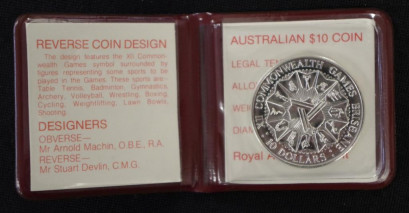 REVERSE COIN DESIGN
The design features the XII Common-
wealth Games symbol surrounded by
figures representing some sports to be
played in the Games. These sports are—
Table Tennis, Badminton, Gymnastics
Archery, Volleyball, Wrestling, Boxing
Cycling, Weightlifting, Lawn Bowls,
Shooting
DESIGNERS
OBVERSE—
Mr Arnold Machin, O.B.E., R.A.
REVERSE—
Mr Stuart Devlin, C.M.G.
AUSTRALIAN $10 COIN
LEGAL TEN
ALLO
WEI
DIAM
Royal A
XII COMMONWEALTH GAMES BRISBANE
10 DOLLARS